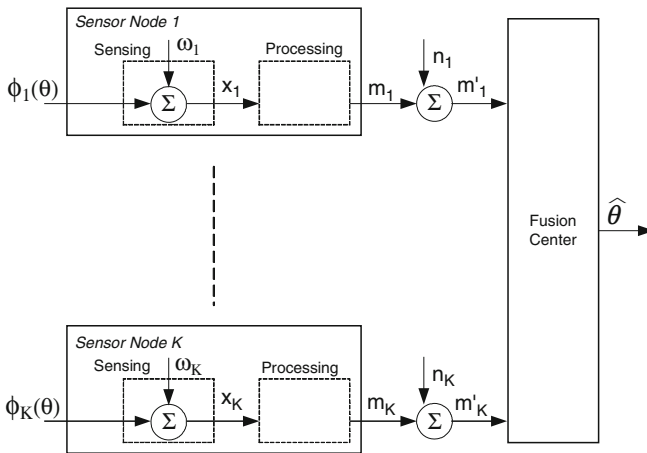 Sensor Node 1
Sensing
ω1
Processing
ϕ1(θ)
Σ
x1
m1
n1
Σ
m'1
Fusion
Center
θ̂
Sensor Node K
Sensing
ωK
Processing
ϕK(θ)
Σ
xK
mK
nK
Σ
m'K